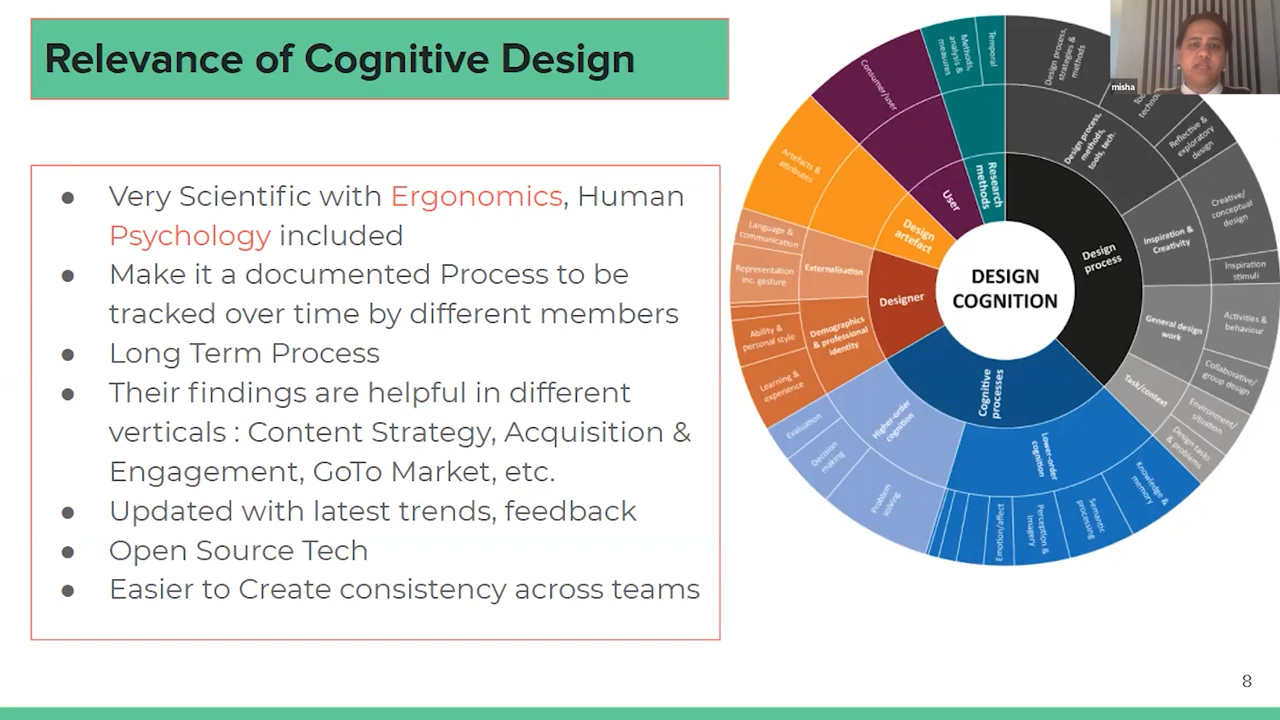 Relevance of Cognitive Design
● Very Scientific with Ergonomics, Human
Psychology included
● Make it a documented Process to be
tracked over time by different members
● Long Term Process
● Their findings are helpful in different
verticals : Content Strategy, Acquisition &
Engagement, GoTo Market, etc.
● Updated with latest trends, feedback
● Open Source Tech
● Easier to Create consistency across teams
DESIGN
COGNITION
Design
process
Design process,
methods,
tools, tech.
Design process,
strategies &
methods
Reflective &
exploratory
design
Inspiration &
Creativity
Creative/
conceptual
design
Inspiration
stimuli
General design
work
Activities &
behaviour
Collaborative/
group design
Task/context
Environment/
situation
Design tasks
& problems
Cognitive
processes
Lower-order
cognition
Knowledge &
memory
Semantic
processing
Perception &
imagery
Emotion/affect
Higher-order
cognition
Problem
solving
Decision
making
Evaluation
Designer
Demographics
& professional
identity
Learning &
experience
Ability &
personal style
Externalisation
Representation
inc. gesture
Language &
communication
Design
artefact
Artefacts &
attributes
User
Consumer/user
Research
methods
Methods,
analysis &
measures
Temporal
misha
8